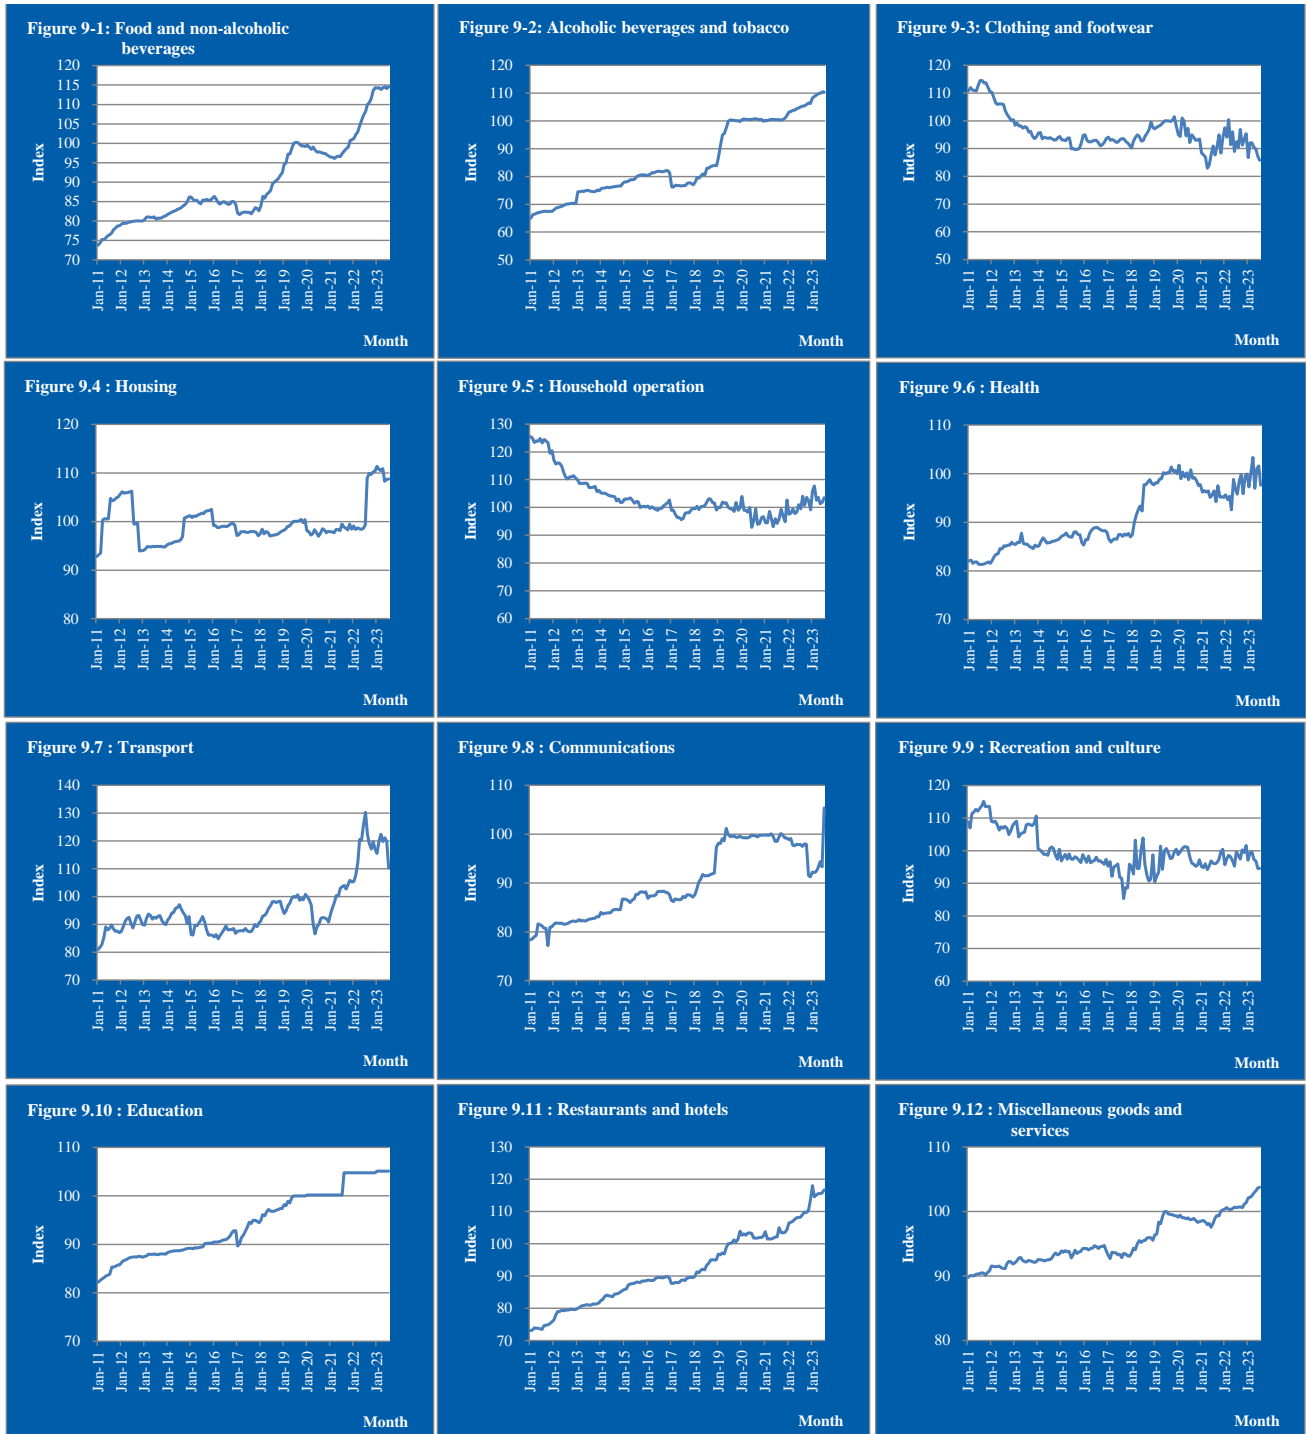 Figure 9-1: Food and non-alcoholic
beverages
120
115
110
105
100
95
90
85
80
75
70
Index
Jan-11
Jan-12
Jan-13
Jan-14
Jan-15
Jan-16
Jan-17
Jan-18
Jan-19
Jan-20
Jan-21
Jan-22
Jan-23
Month
Figure 9-2: Alcoholic beverages and tobacco
120
110
100
90
80
70
60
50
Index
Jan-11
Jan-12
Jan-13
Jan-14
Jan-15
Jan-16
Jan-17
Jan-18
Jan-19
Jan-20
Jan-21
Jan-22
Jan-23
Month
Figure 9-3: Clothing and footwear
120
110
100
90
80
70
60
50
Index
Jan-11
Jan-12
Jan-13
Jan-14
Jan-15
Jan-16
Jan-17
Jan-18
Jan-19
Jan-20
Jan-21
Jan-22
Jan-23
Month
Figure 9.4 : Housing
120
110
100
90
80
Index
Jan-11
Jan-12
Jan-13
Jan-14
Jan-15
Jan-16
Jan-17
Jan-18
Jan-19
Jan-20
Jan-21
Jan-22
Jan-23
Month
Figure 9.5 : Household operation
130
120
110
100
90
80
70
60
Index
Jan-11
Jan-12
Jan-13
Jan-14
Jan-15
Jan-16
Jan-17
Jan-18
Jan-19
Jan-20
Jan-21
Jan-22
Jan-23
Month
Figure 9.6 : Health
110
100
90
80
70
Index
Jan-11
Jan-12
Jan-13
Jan-14
Jan-15
Jan-16
Jan-17
Jan-18
Jan-19
Jan-20
Jan-21
Jan-22
Jan-23
Month
Figure 9.7 : Transport
140
130
120
110
100
90
80
70
Index
Jan-11
Jan-12
Jan-13
Jan-14
Jan-15
Jan-16
Jan-17
Jan-18
Jan-19
Jan-20
Jan-21
Jan-22
Jan-23
Month
Figure 9.8 : Communications
110
100
90
80
70
Index
Jan-11
Jan-12
Jan-13
Jan-14
Jan-15
Jan-16
Jan-17
Jan-18
Jan-19
Jan-20
Jan-21
Jan-22
Jan-23
Month
Figure 9.9 : Recreation and culture
120
110
100
90
80
70
60
Index
Jan-11
Jan-12
Jan-13
Jan-14
Jan-15
Jan-16
Jan-17
Jan-18
Jan-19
Jan-20
Jan-21
Jan-22
Jan-23
Month
Figure 9.10 : Education
110
100
90
80
70
Index
Jan-11
Jan-12
Jan-13
Jan-14
Jan-15
Jan-16
Jan-17
Jan-18
Jan-19
Jan-20
Jan-21
Jan-22
Jan-23
Month
Figure 9.11 : Restaurants and hotels
130
120
110
100
90
80
70
Index
Jan-11
Jan-12
Jan-13
Jan-14
Jan-15
Jan-16
Jan-17
Jan-18
Jan-19
Jan-20
Jan-21
Jan-22
Jan-23
Month
Figure 9.12 : Miscellaneous goods and
services
110
100
90
80
Index
Jan-11
Jan-12
Jan-13
Jan-14
Jan-15
Jan-16
Jan-17
Jan-18
Jan-19
Jan-20
Jan-21
Jan-22
Jan-23
Month